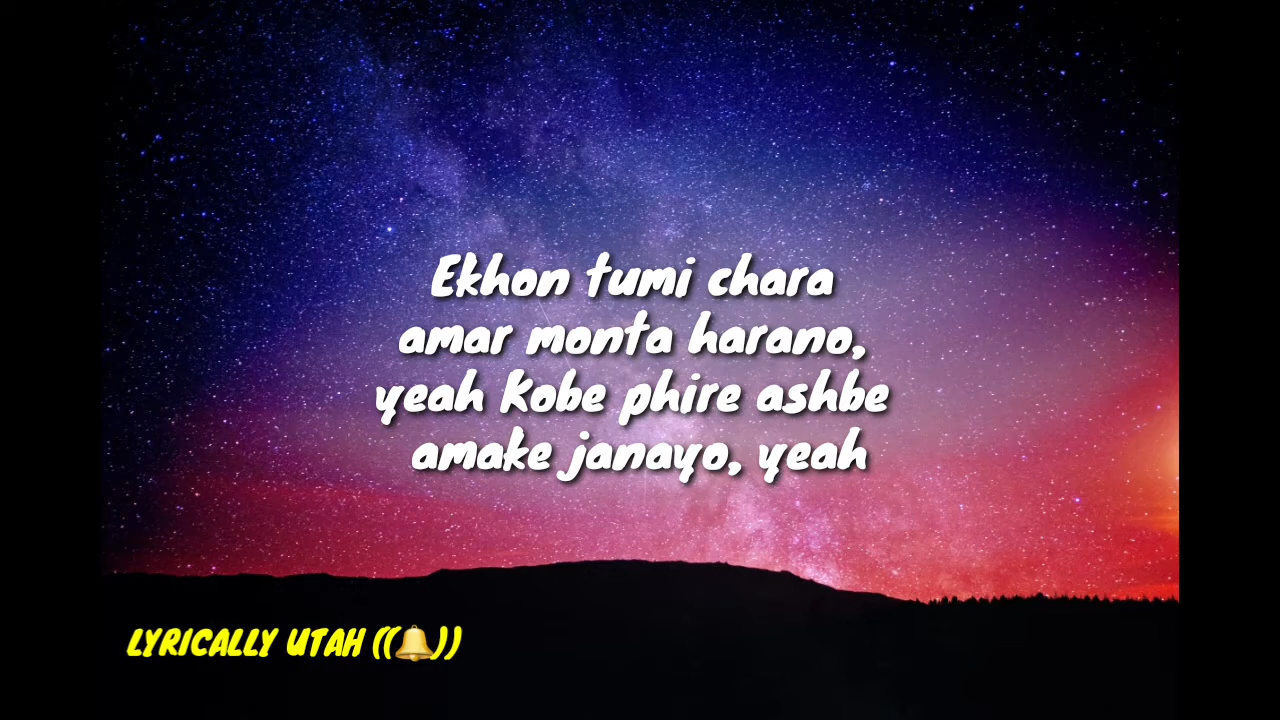 Ekhon tumi chara
amar monta harano,
yeah Kobe phire ashbe
amake janayo, yeah
LYRICALLY UTAH ((🔔))